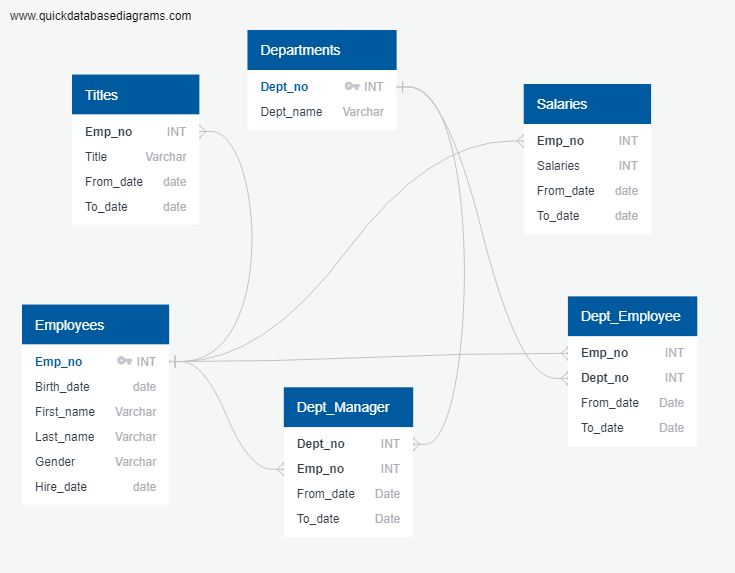 www.quickdatabasediagrams.com
Departments
Dept_no INT
Dept_name Varchar
Titles
Emp_no INT
Title Varchar
From_date date
To_date date
Salaries
Emp_no INT
Salaries INT
From_date date
To_date date
Employees
Emp_no INT
Birth_date date
First_name Varchar
Last_name Varchar
Gender Varchar
Hire_date date
Dept_Employee
Emp_no INT
Dept_no INT
From_date Date
To_date Date
Dept_Manager
Dept_no INT
Emp_no INT
From_date Date
To_date Date